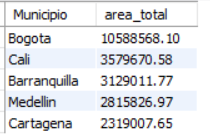 Municipio area_total
Bogota 10588568.10
Cali 3579670.58
Barranquilla 3129011.77
Medellin 2815826.97
Cartagena 2319007.65